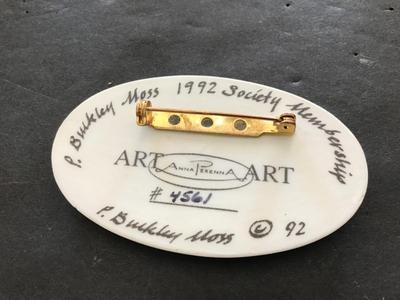 P. Buckley Moss 1992 Society Membership
ART ANNA PERENNA ART
# 4561
P. Buckley Moss © 92